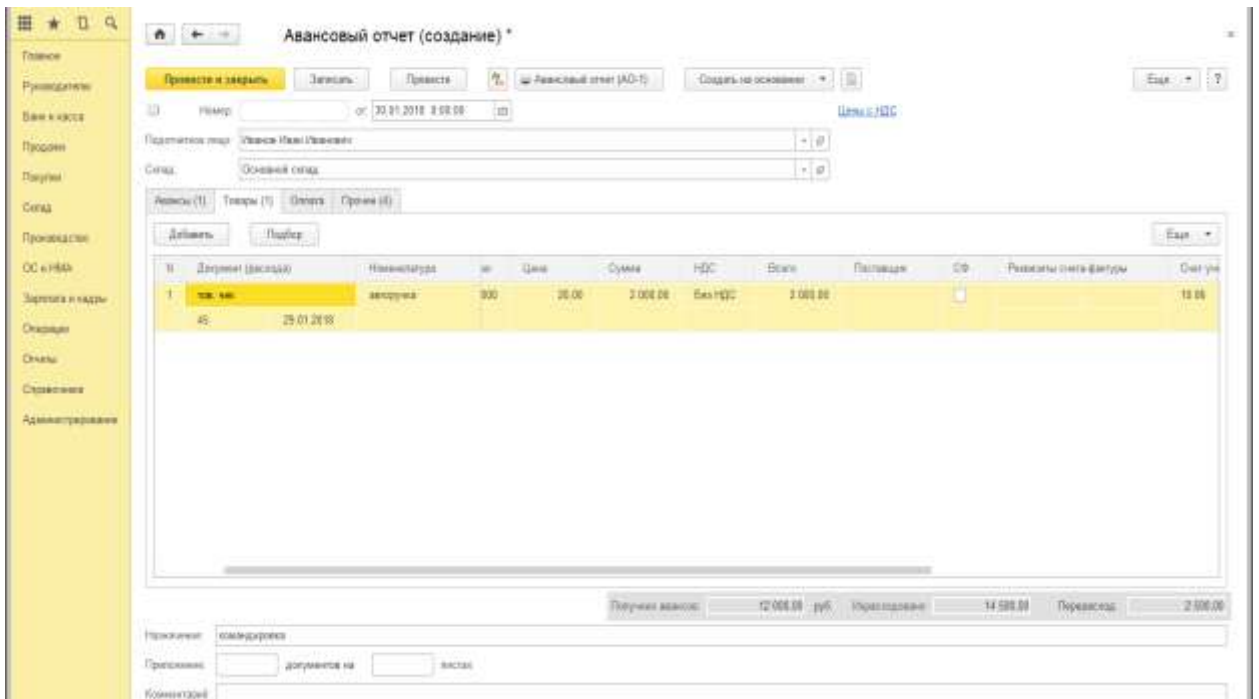 Авансовый отчет (создание) *
Главное
Руководителю
Банк и касса
Продажи
Покупки
Склад
Производство
ОС и НМА
Зарплата и кадры
Операции
Отчеты
Справочники
Администрирование
Провести и закрыть Записать Провести Авансовый отчет (АО-1) Создать на основании Еще ?
Номер: от: 30.01.2018 0:00:00 Цены с НДС
Подотчетное лицо: Иванов Иван Иванович
Склад: Основной склад
Авансы (1) Товары (1) Оплата Прочее (4)
Добавить Подбор Еще
N Документ (расхода) Номенклатура Цена Сумма НДС Всего Поставщик СФ Реквизиты счета-фактуры Счет уче
1 тов. чек авторучка 000 20.00 2 000.00 Без НДС 2 000.00
45 29.01.2018
Получено авансов: 12 000.00 руб. Израсходовано: 14 500.00 Перерасход: 2 500.00
Назначение: командировка
Приложение: документов на листах
Комментарий: